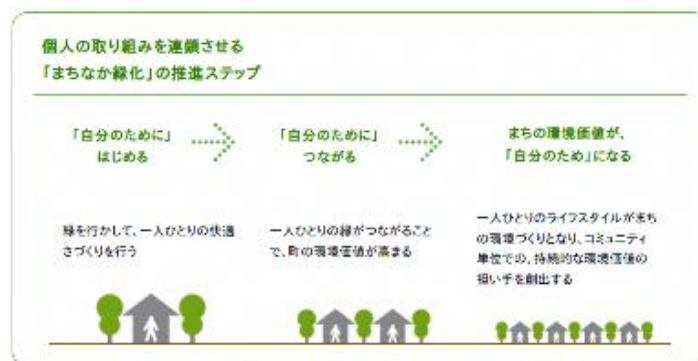 個人の取り組みを連鎖させる
「まちなか緑化」の推進ステップ
「自分のために」
はじめる
「自分のために」
つながる
まちの環境価値が、
「自分のため」になる
緑を行かして、一人ひとりの快適
さづくりを行う
一人ひとりの緑がつながること
で、町の環境価値が高まる
一人ひとりのライフスタイルがまち
の環境づくりとなり、コミュニティ
単位での、持続的な環境価値の
担い手を創出する